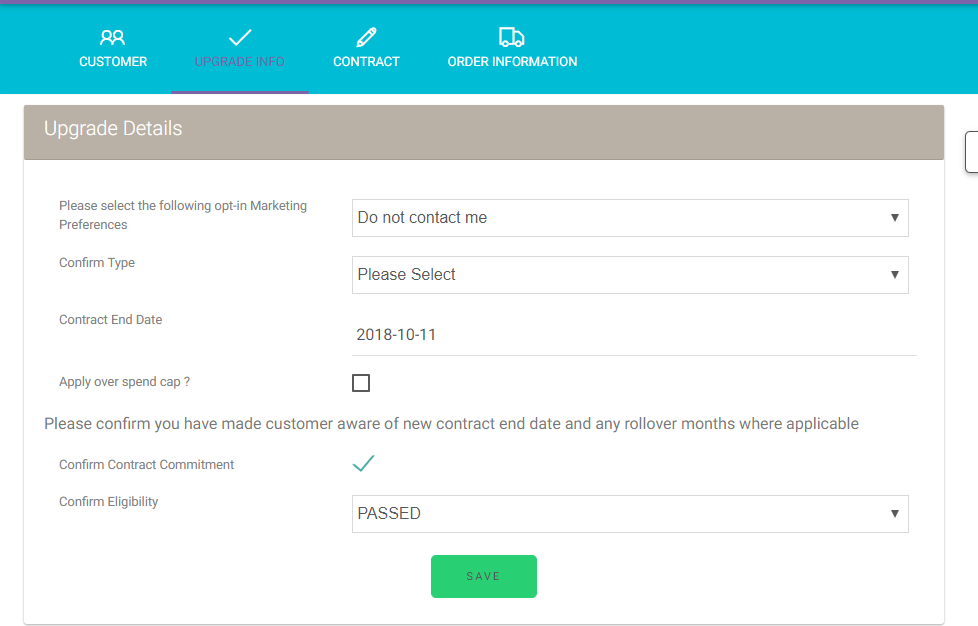 CUSTOMER
UPGRADE INFO
CONTRACT
ORDER INFORMATION
Upgrade Details
Please select the following opt-in Marketing
Preferences
Do not contact me
Confirm Type
Please Select
Contract End Date
2018-10-11
Apply over spend cap ?
Please confirm you have made customer aware of new contract end date and any rollover months where applicable
Confirm Contract Commitment
Confirm Eligibility
PASSED
SAVE